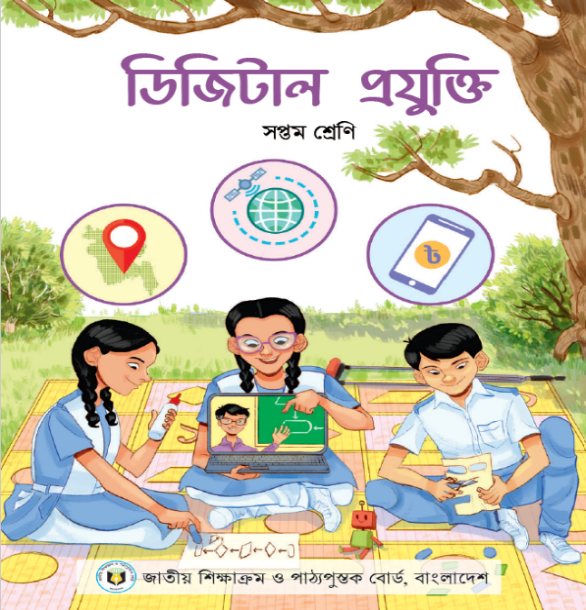 ডিজিটাল প্রযুক্তি
সপ্তম শ্রেণি
৳
জাতীয় শিক্ষাক্রম ও পাঠ্যপুস্তক বোর্ড, বাংলাদেশ